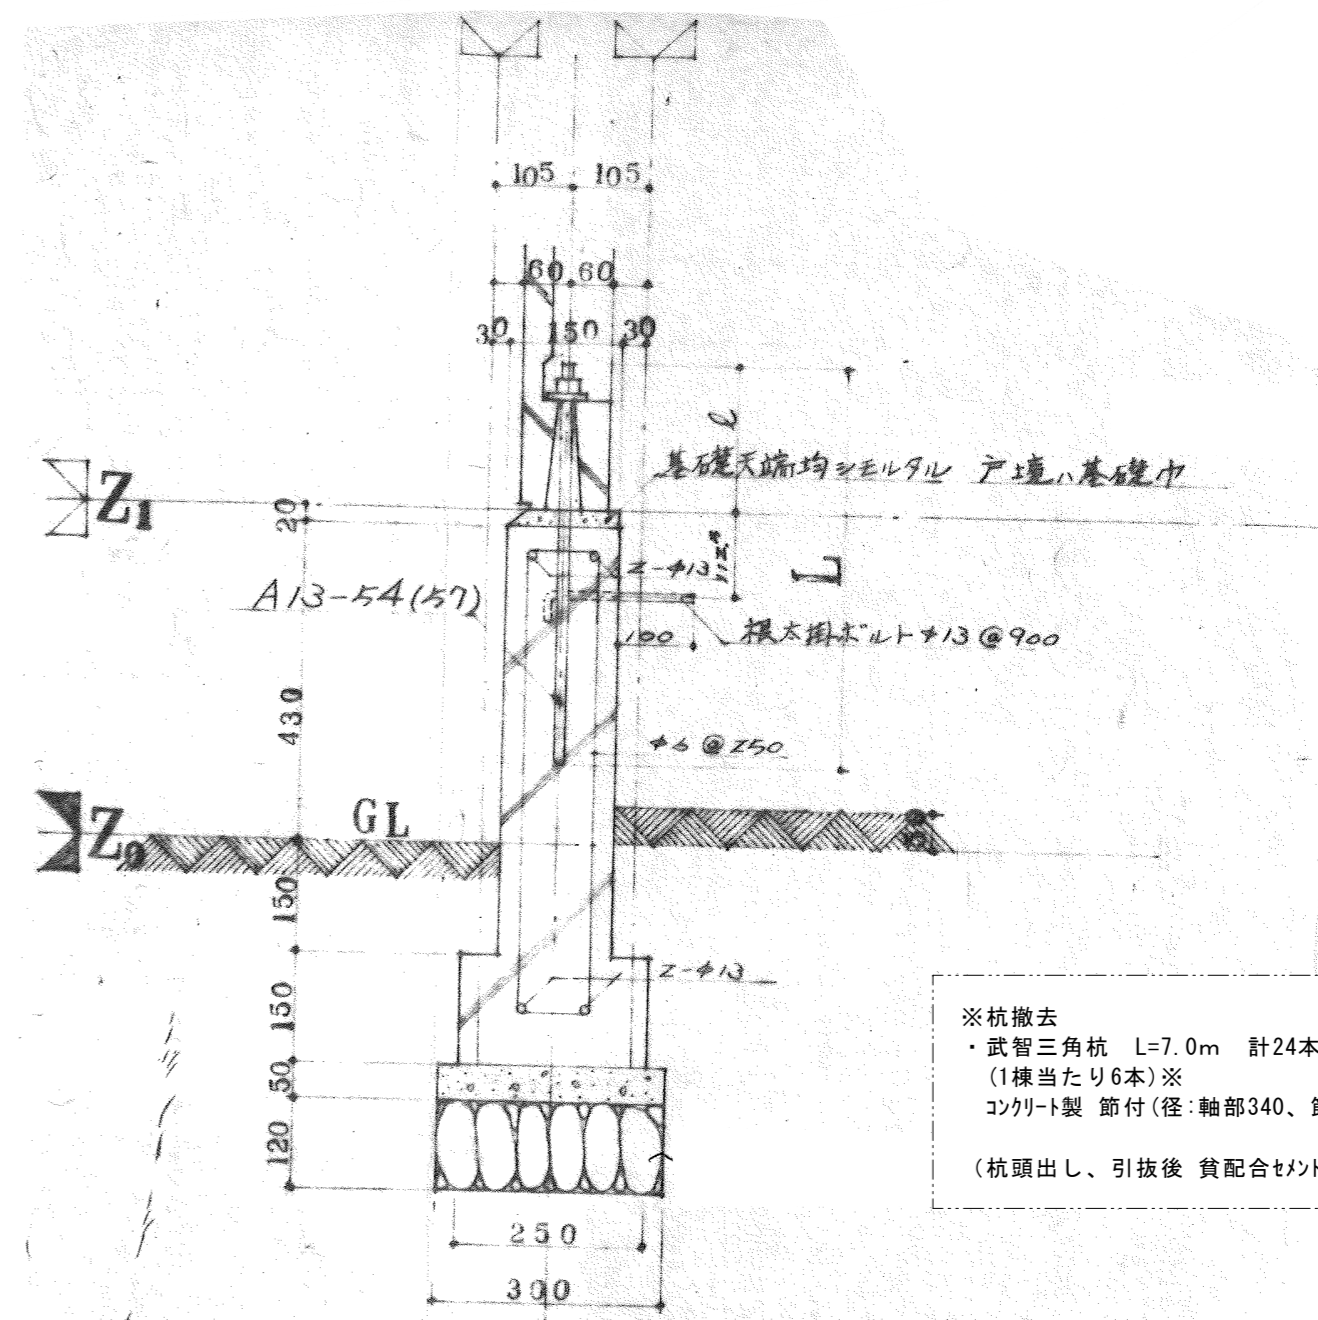 105 105
60 60
30 150 30
ℓ
基礎天端均シモルタル 戸境ハ基礎巾
Z1
20
2-φ13
L
A13-54(57)
100
根太掛ボルト φ13 @900
430
φ6 @250
GL
Z0
50
150
2-φ13
150
50
120
250
300
※杭撤去
・武智三角杭 L=7.0m 計24本
(1棟当たり6本)※
コンクリート製 節付(径:軸部340、
(杭頭出し、引抜後 貧配合セメント